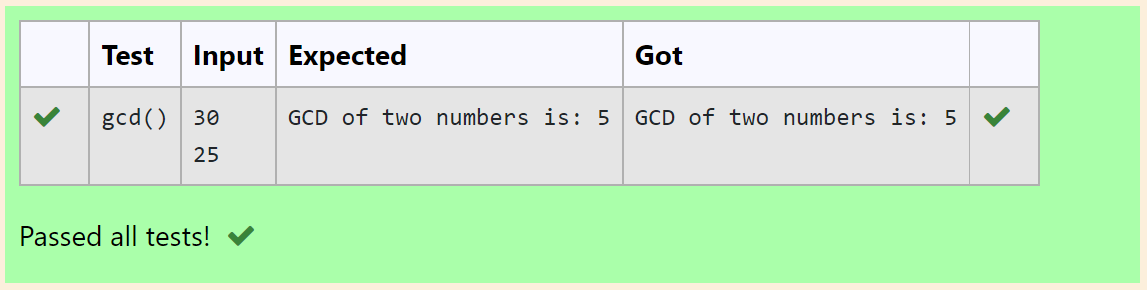 Test Input Expected Got
gcd() 30 GCD of two numbers is: 5 GCD of two numbers is: 5
25
Passed all tests!